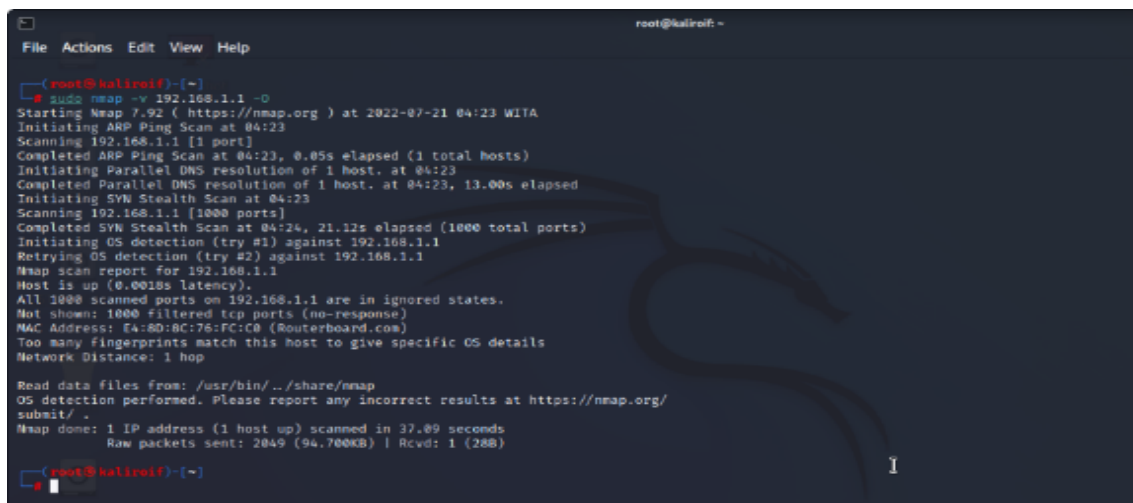 root@kaliroif: ~
File Actions Edit View Help
(root㉿kaliroif)-[~]
# sudo nmap -v 192.168.1.1 -O
Starting Nmap 7.92 ( https://nmap.org ) at 2022-07-21 04:23 WITA
Initiating ARP Ping Scan at 04:23
Scanning 192.168.1.1 [1 port]
Completed ARP Ping Scan at 04:23, 0.05s elapsed (1 total hosts)
Initiating Parallel DNS resolution of 1 host. at 04:23
Completed Parallel DNS resolution of 1 host. at 04:23, 13.00s elapsed
Initiating SYN Stealth Scan at 04:23
Scanning 192.168.1.1 [1000 ports]
Completed SYN Stealth Scan at 04:24, 21.12s elapsed (1000 total ports)
Initiating OS detection (try #1) against 192.168.1.1
Retrying OS detection (try #2) against 192.168.1.1
Nmap scan report for 192.168.1.1
Host is up (0.0018s latency).
All 1000 scanned ports on 192.168.1.1 are in ignored states.
Not shown: 1000 filtered tcp ports (no-response)
MAC Address: E4:8D:8C:76:FC:C0 (Routerboard.com)
Too many fingerprints match this host to give specific OS details
Network Distance: 1 hop
Read data files from: /usr/bin/../share/nmap
OS detection performed. Please report any incorrect results at https://nmap.org/
submit/ .
Nmap done: 1 IP address (1 host up) scanned in 37.09 seconds
Raw packets sent: 2049 (94.700KB) | Rcvd: 1 (28B)
(root㉿kaliroif)-[~]
#